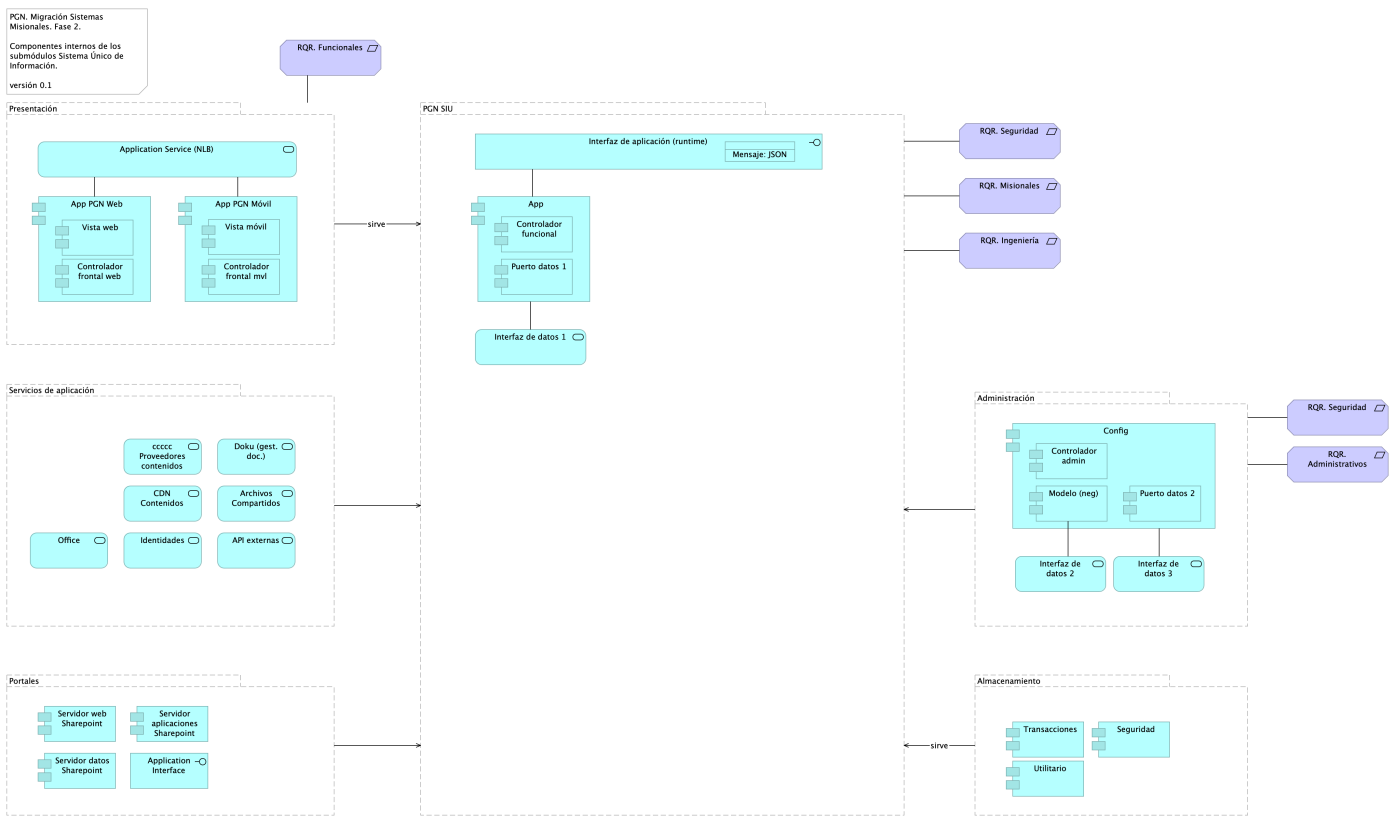 PGN. Migración Sistemas
Misionales. Fase 2.
Componentes internos de los
submódulos Sistema Único de
Información.
versión 0.1
RQR. Funcionales
Presentación
Application Service (NLB)
App PGN Web
Vista web
Controlador
frontal web
App PGN Móvil
Vista móvil
Controlador
frontal mvl
sirve
PGN SIU
Interfaz de aplicación (runtime)
Mensaje: JSON
App
Controlador
funcional
Puerto datos 1
Interfaz de datos 1
RQR. Seguridad
RQR. Misionales
RQR. Ingeniería
Servicios de aplicación
ccccc
Proveedores
contenidos
Doku (gest.
doc.)
CDN
Contenidos
Archivos
Compartidos
Office
Identidades
API externas
Administración
Config
Controlador
admin
Modelo (neg)
Puerto datos 2
Interfaz de
datos 2
Interfaz de
datos 3
RQR. Seguridad
RQR.
Administrativos
Portales
Servidor web
Sharepoint
Servidor
aplicaciones
Sharepoint
Servidor datos
Sharepoint
Application
Interface
sirve
Almacenamiento
Transacciones
Seguridad
Utilitario